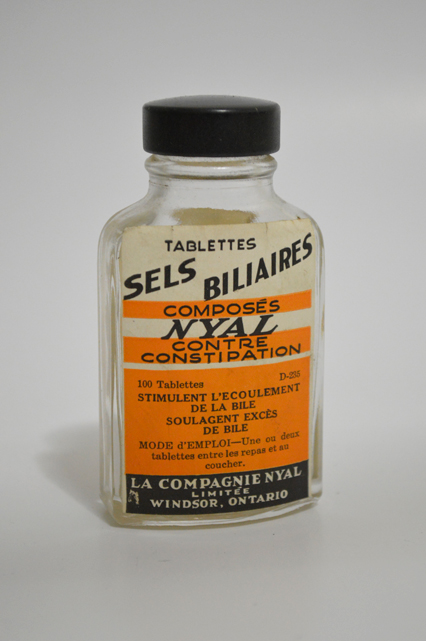 TABLETTES
SELS BILIAIRES
COMPOSÉS
NYAL
CONTRE
CONSTIPATION
100 Tablettes D-235
STIMULENT L'ECOULEMENT
DE LA BILE
SOULAGENT EXCÈS
DE BILE
MODE d'EMPLOI—Une ou deux
tablettes entre les repas et au
coucher.
LA COMPAGNIE NYAL
LIMITÉE
WINDSOR, ONTARIO